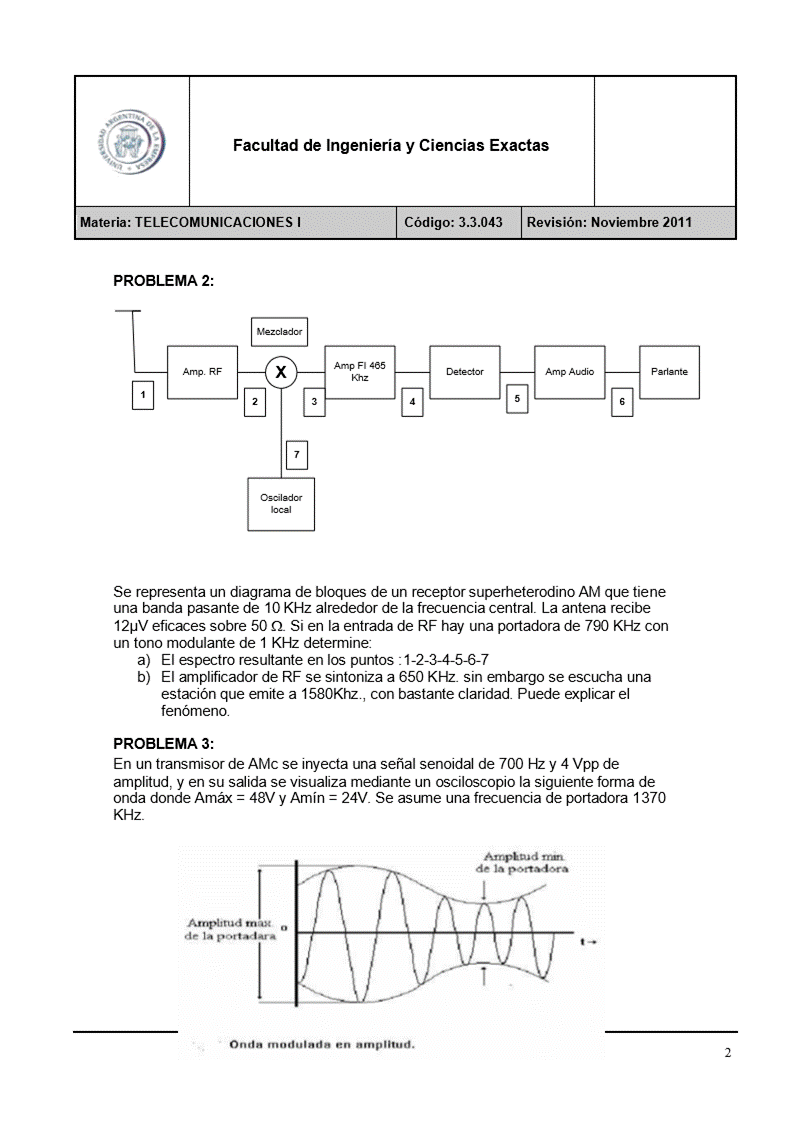 UNIVERSIDAD ARGENTINA DE LA EMPRESA
Facultad de Ingeniería y Ciencias Exactas
Materia: TELECOMUNICACIONES I
Código: 3.3.043
Revisión: Noviembre 2011
PROBLEMA 2:
Mezclador
Amp. RF
X
Amp FI 465
Khz
Detector
Amp Audio
Parlante
1
2
3
4
5
6
7
Oscilador
local
Se representa un diagrama de bloques de un receptor superheterodino AM que tiene
una banda pasante de 10 KHz alrededor de la frecuencia central. La antena recibe
12µV eficaces sobre 50 Ω. Si en la entrada de RF hay una portadora de 790 KHz con
un tono modulante de 1 KHz determine:
a) El espectro resultante en los puntos :1-2-3-4-5-6-7
b) El amplificador de RF se sintoniza a 650 KHz. sin embargo se escucha una
estación que emite a 1580Khz., con bastante claridad. Puede explicar el
fenómeno.
PROBLEMA 3:
En un transmisor de AMc se inyecta una señal senoidal de 700 Hz y 4 Vpp de
amplitud, y en su salida se visualiza mediante un osciloscopio la siguiente forma de
onda donde Amáx = 48V y Amín = 24V. Se asume una frecuencia de portadora 1370
KHz.
Amplitud min.
de la portadora
Amplitud máx.
de la portadara
o
t→
Onda modulada en amplitud.
2